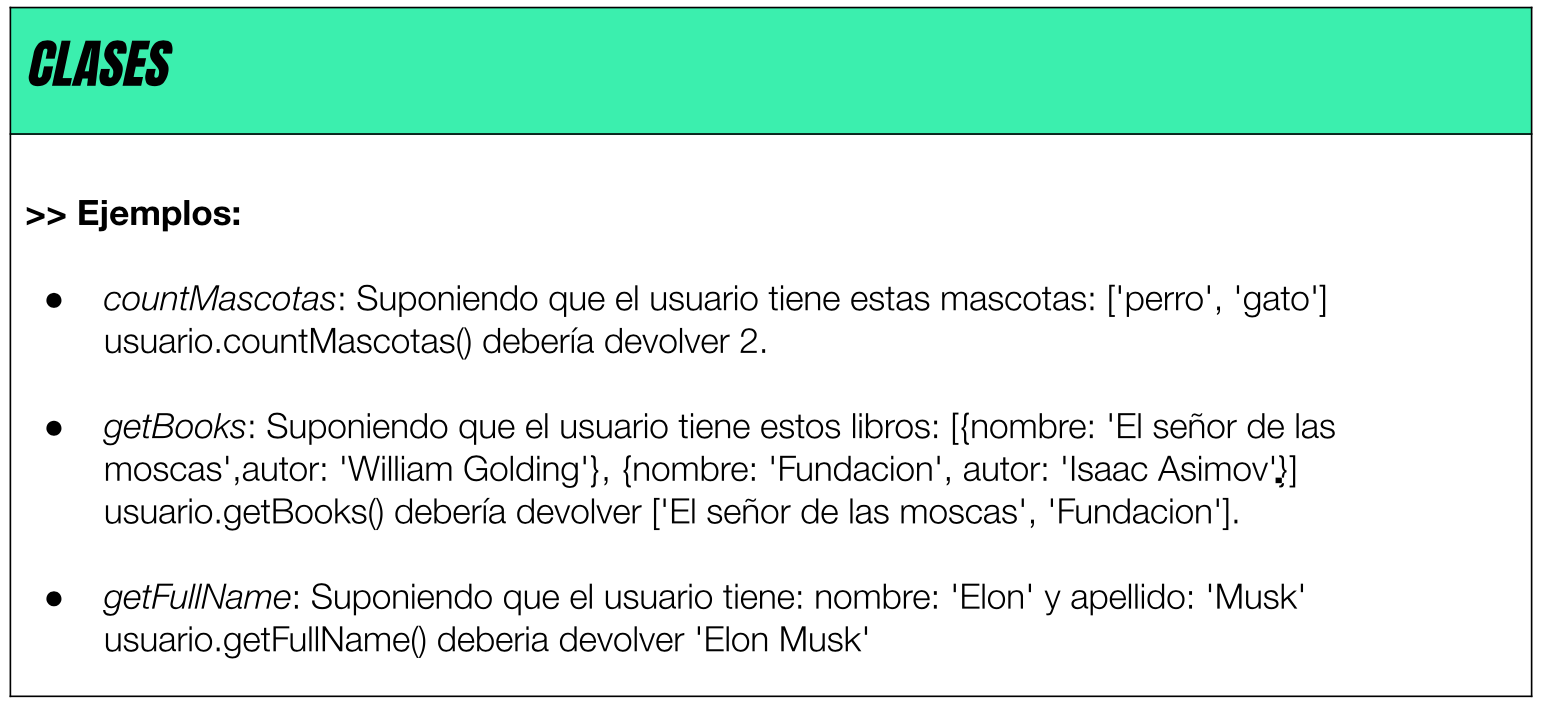 CLASES
>> Ejemplos:
● countMascotas: Suponiendo que el usuario tiene estas mascotas: ['perro', 'gato']
usuario.countMascotas() debería devolver 2.
● getBooks: Suponiendo que el usuario tiene estos libros: [{nombre: 'El señor de las
moscas',autor: 'William Golding'}, {nombre: 'Fundacion', autor: 'Isaac Asimov'}]
usuario.getBooks() debería devolver ['El señor de las moscas', 'Fundacion'].
● getFullName: Suponiendo que el usuario tiene: nombre: 'Elon' y apellido: 'Musk'
usuario.getFullName() deberia devolver 'Elon Musk'